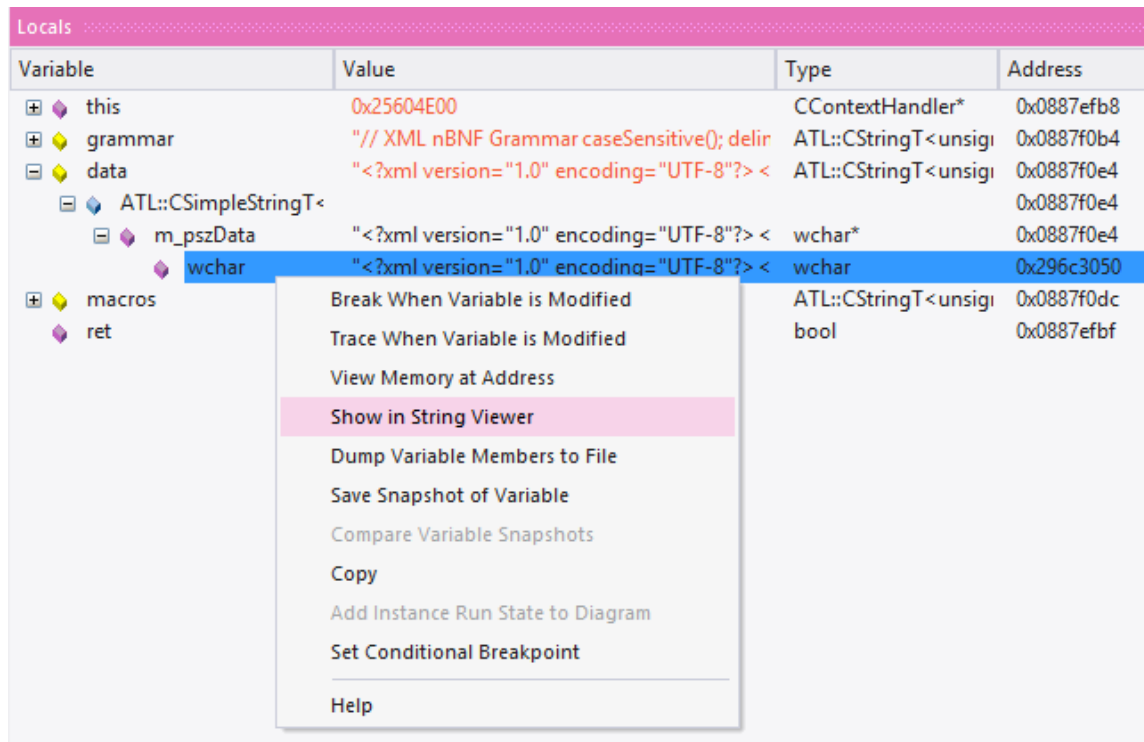 Locals
Variable Value Type Address
this 0x25604E00 CContextHandler* 0x0887efb8
grammar "// XML nBNF Grammar caseSensitive(); delin ATL::CStringT<unsig 0x0887f0b4
data "<?xml version="1.0" encoding="UTF-8"?> < ATL::CStringT<unsig 0x0887f0e4
ATL::CSimpleStringT< 0x0887f0e4
m_pszData "<?xml version="1.0" encoding="UTF-8"?> < wchar* 0x0887f0e4
wchar "<?xml version="1.0" encoding="UTF-8"?> < wchar 0x296c3050
macros ATL::CStringT<unsig 0x0887f0dc
ret bool 0x0887efbf
Break When Variable is Modified
Trace When Variable is Modified
View Memory at Address
Show in String Viewer
Dump Variable Members to File
Save Snapshot of Variable
Compare Variable Snapshots
Copy
Add Instance Run State to Diagram
Set Conditional Breakpoint
Help